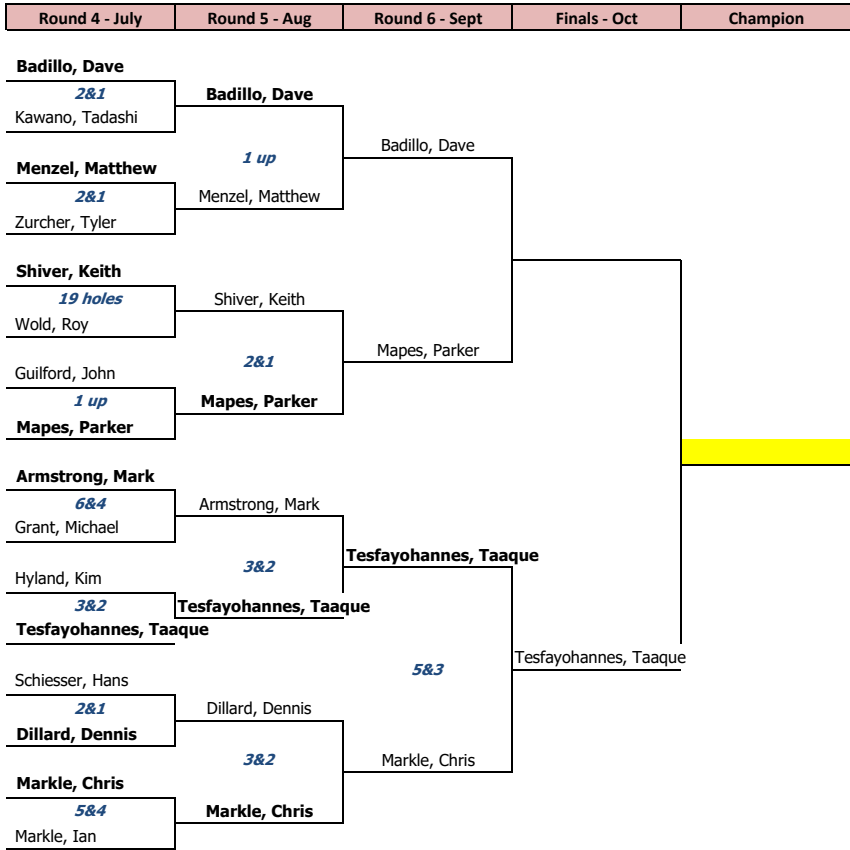 Round 4 - July
Round 5 - Aug
Round 6 - Sept
Finals - Oct
Champion
Badillo, Dave
2&1
Kawano, Tadashi
Badillo, Dave
1 up
Menzel, Matthew
2&1
Zurcher, Tyler
Menzel, Matthew
Badillo, Dave
Shiver, Keith
19 holes
Wold, Roy
Shiver, Keith
2&1
Guilford, John
1 up
Mapes, Parker
Mapes, Parker
Mapes, Parker
Armstrong, Mark
6&4
Grant, Michael
Armstrong, Mark
3&2
Hyland, Kim
3&2
Tesfayohannes, Taaque
Tesfayohannes, Taaque
Tesfayohannes, Taaque
5&3
Tesfayohannes, Taaque
Schiesser, Hans
2&1
Dillard, Dennis
Dillard, Dennis
3&2
Markle, Chris
5&4
Markle, Ian
Markle, Chris
Markle, Chris